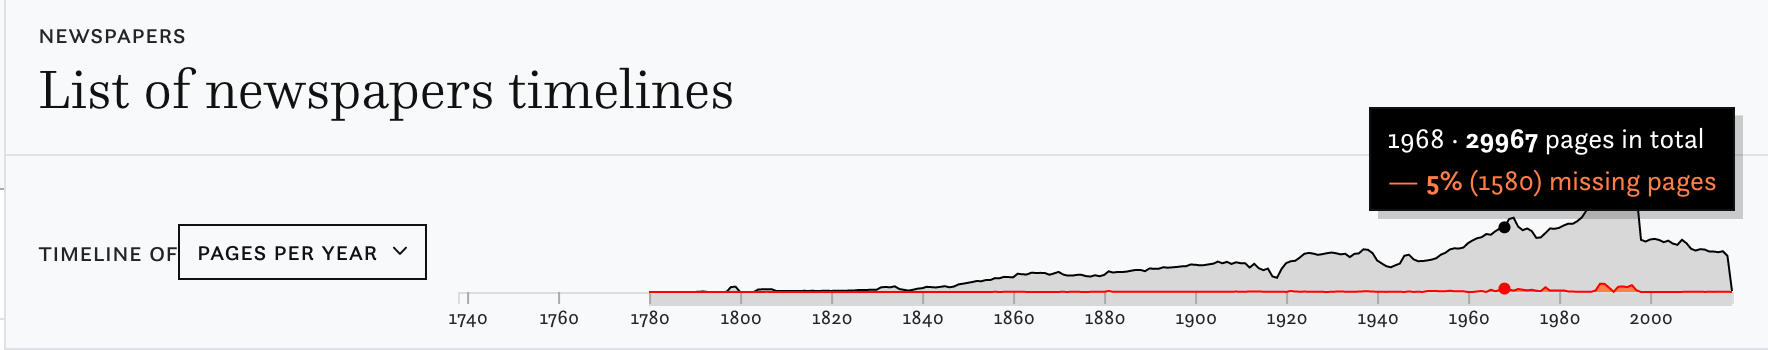 NEWSPAPERS
List of newspapers timelines
1968 · 29967 pages in total
— 5% (1580) missing pages
TIMELINE OF PAGES PER YEAR
1740 1760 1780 1800 1820 1840 1860 1880 1900 1920 1940 1960 1980 2000